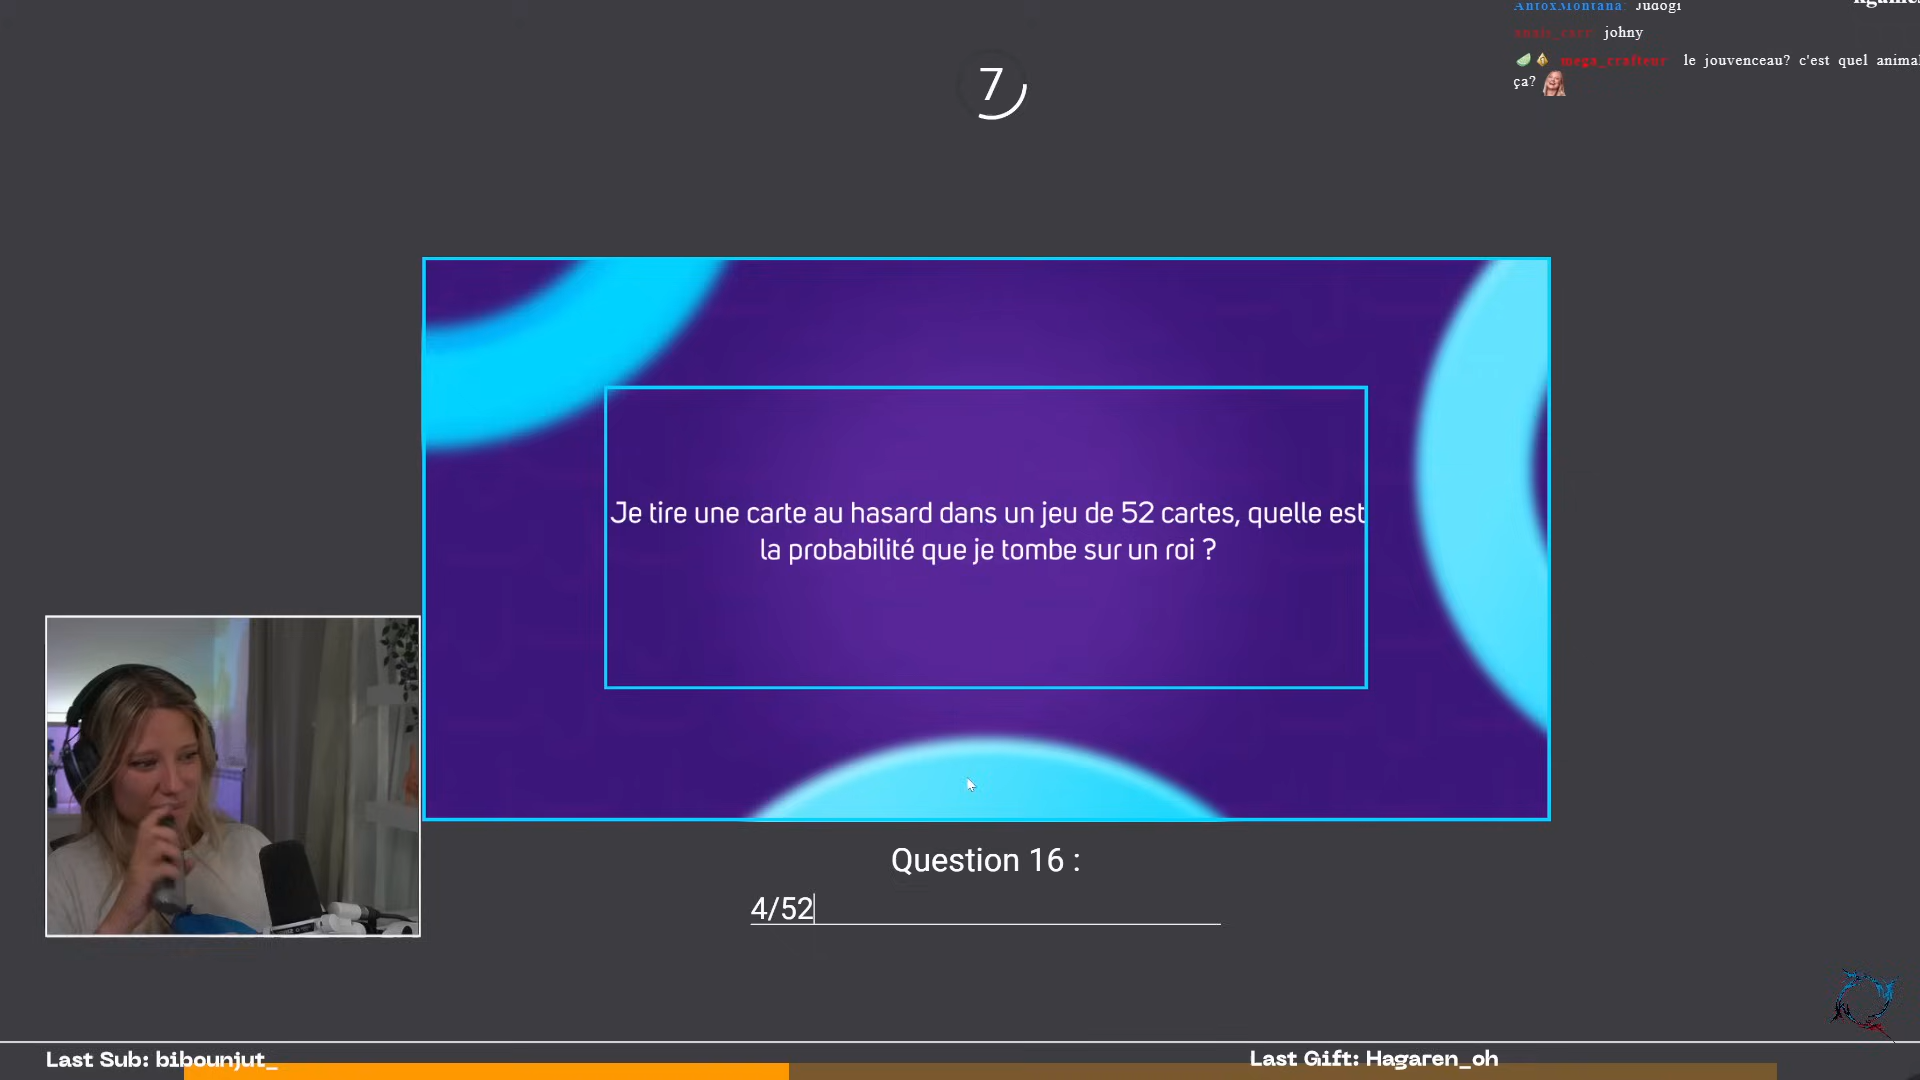 AntoxMontana: Judogi
johny
mega_crafteur le jouvenceau? c'est quel animal
ça?
7
Je tire une carte au hasard dans un jeu de 52 cartes, quelle est
la probabilité que je tombe sur un roi ?
Question 16 :
4/52
Last Sub: bibounjut_
Last Gift: Hagaren_oh